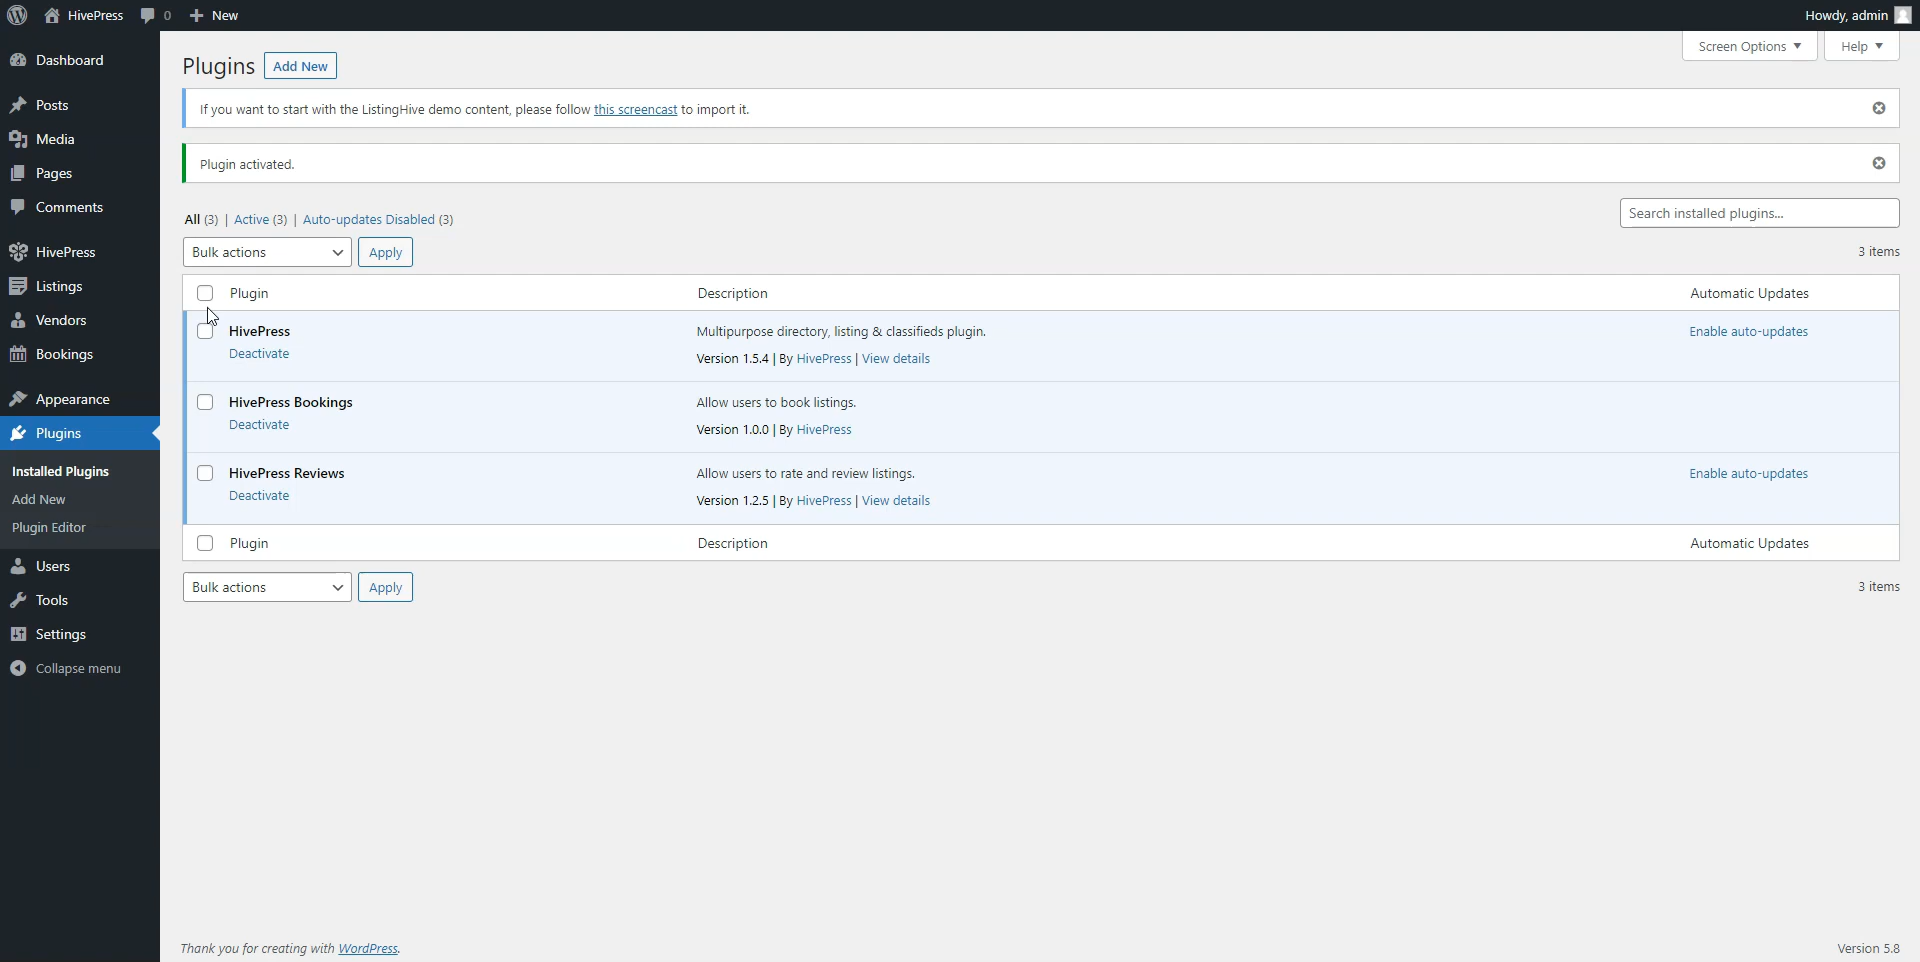 HivePress 0 New Howdy, admin
Dashboard
Posts
Media
Pages
Comments
HivePress
Listings
Vendors
Bookings
Appearance
Plugins
Installed Plugins
Add New
Plugin Editor
Users
Tools
Settings
Collapse menu
Screen Options Help
Plugins Add New
If you want to start with the ListingHive demo content, please follow this screencast to import it.
Plugin activated.
All (3) | Active (3) | Auto-updates Disabled (3)
Search installed plugins...
Bulk actions Apply 3 items
Plugin Description Automatic Updates
HivePress Multipurpose directory, listing & classifieds plugin. Enable auto-updates
Deactivate Version 1.5.4 | By HivePress | View details
HivePress Bookings Allow users to book listings.
Deactivate Version 1.0.0 | By HivePress
HivePress Reviews Allow users to rate and review listings. Enable auto-updates
Deactivate Version 1.2.5 | By HivePress | View details
Plugin Description Automatic Updates
Bulk actions Apply 3 items
Thank you for creating with WordPress. Version 5.8